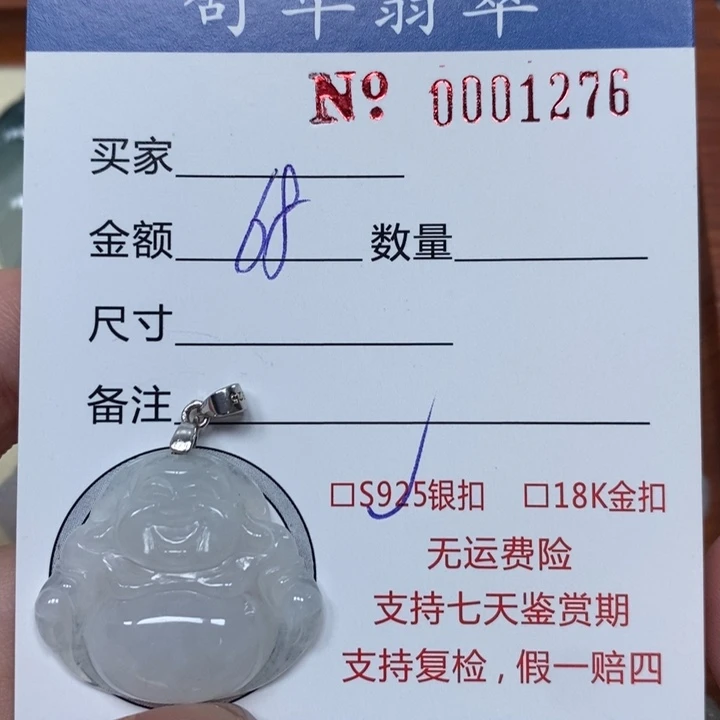 翡翠
№ 0001276
买家
金额 68 数量
尺寸
备注
□S925银扣 □18K金扣
无运费险
支持七天鉴赏期
支持复检,假一赔四